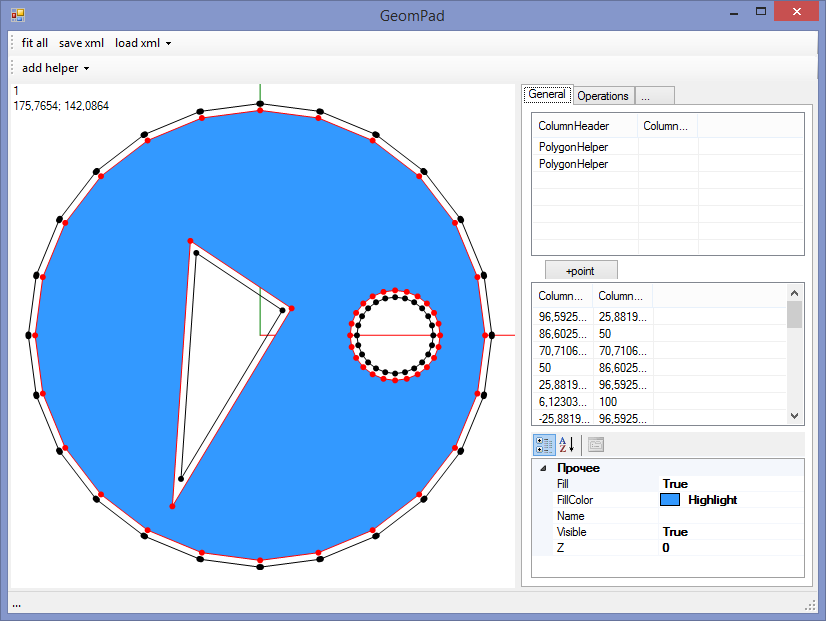 GeomPad
fit all save xml load xml
add helper
1
175,7654; 142,0864
General Operations ...
ColumnHeader Column...
PolygonHelper
PolygonHelper
+point
Column... Column...
96,5925... 25,8819...
86,6025... 50
70,7106... 70,7106...
50 86,6025...
25,8819... 96,5925...
6,12303... 100
-25,8819... 96,5925...
A
Z
Прочее
Fill True
FillColor Highlight
Name
Visible True
Z 0
...